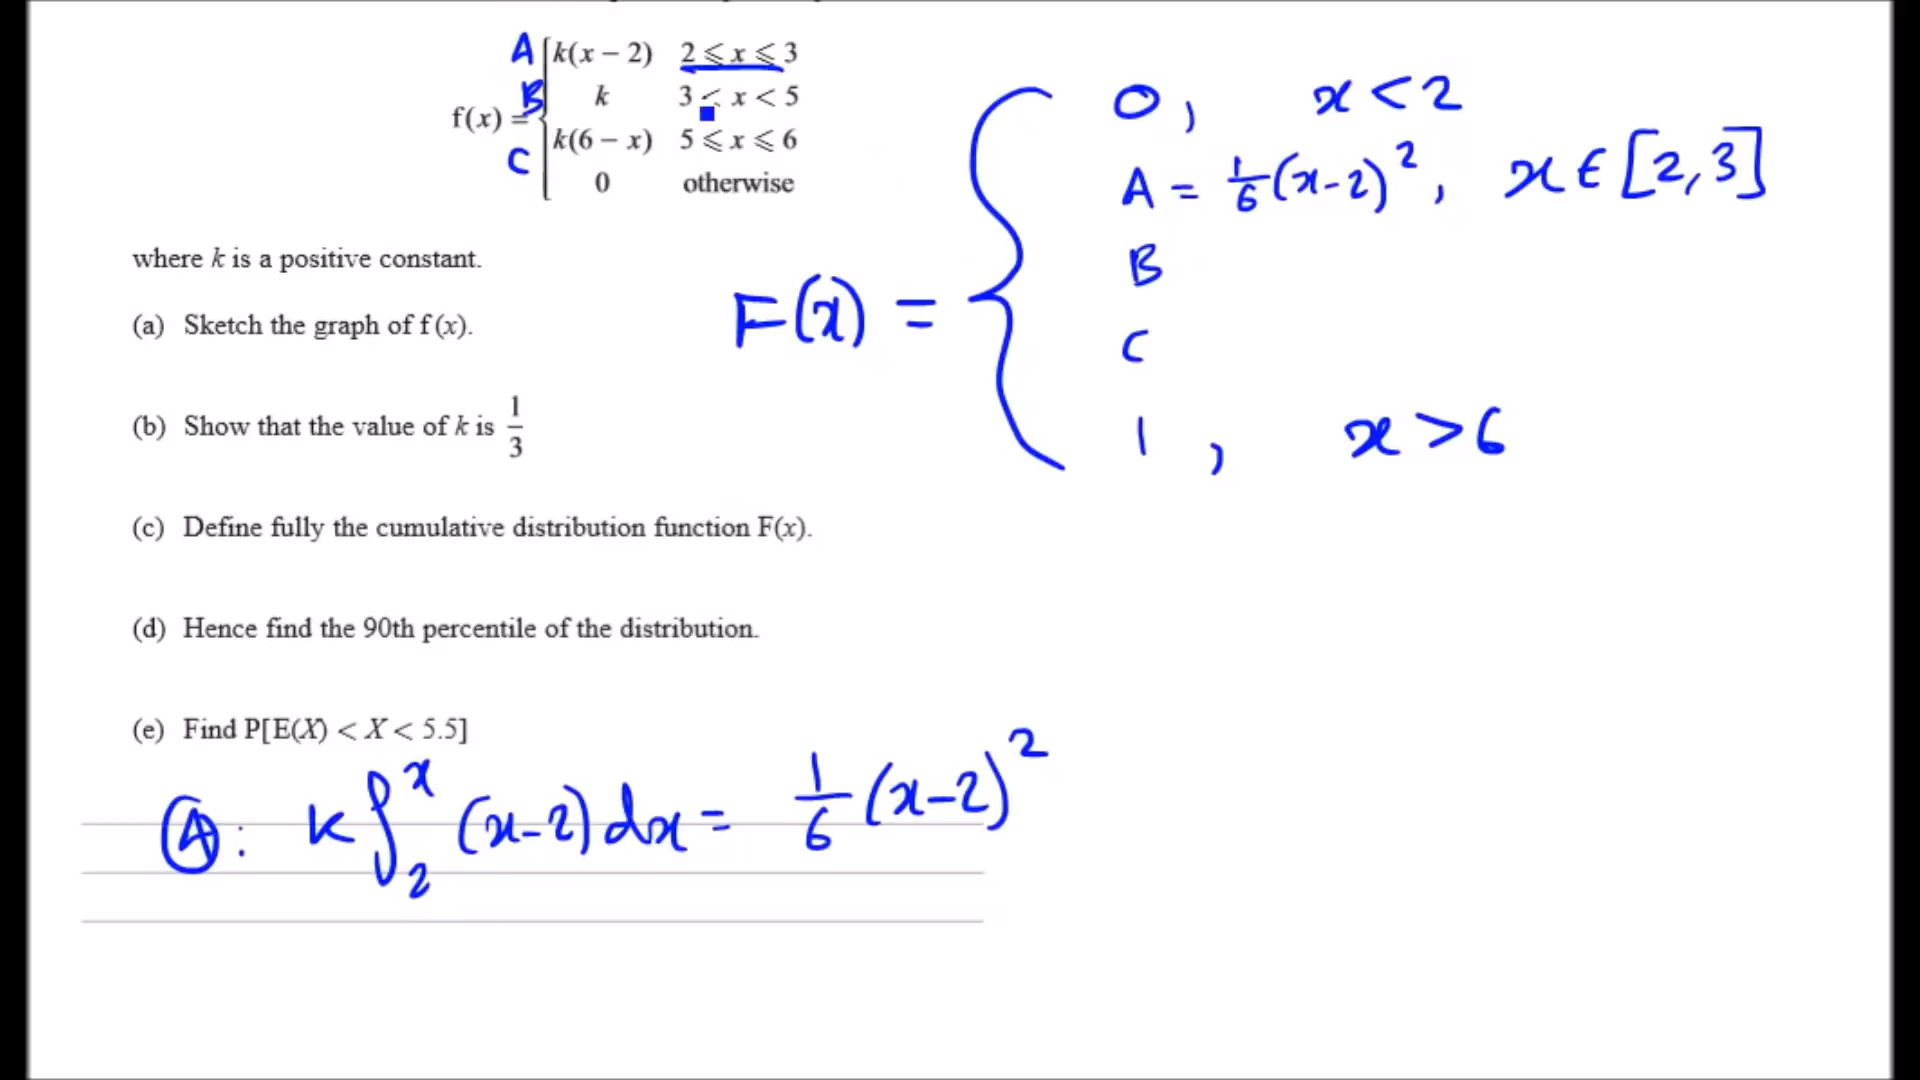 A k(x − 2) 2 ⩽ x ⩽ 3
B k 3 < x < 5
f(x) =
C k(6 − x) 5 ⩽ x ⩽ 6
0 otherwise
where k is a positive constant.
(a) Sketch the graph of f(x).
(b) Show that the value of k is 1/3
(c) Define fully the cumulative distribution function F(x).
(d) Hence find the 90th percentile of the distribution.
(e) Find P[E(X) < X < 5.5]
F(x) = {
0, x < 2
A = 1/6 (x-2)², x ∈ [2,3]
B
C
1, x > 6
A: k ∫₂ˣ (x-2) dx = 1/6 (x-2)²